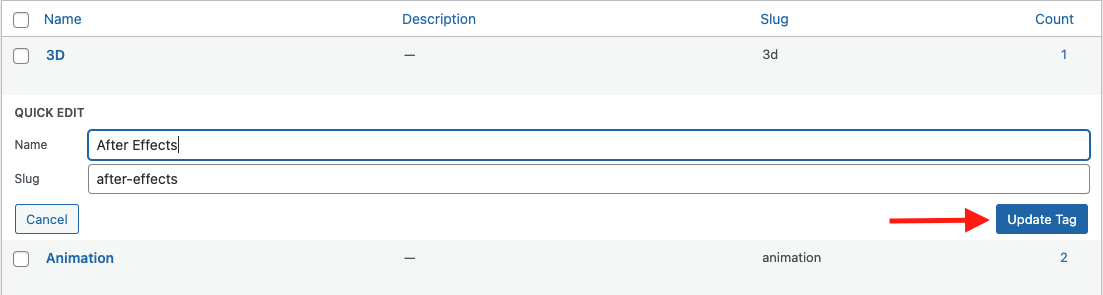 Name Description Slug Count
3D — 3d 1
QUICK EDIT
Name After Effects
Slug after-effects
Cancel Update Tag
Animation — animation 2